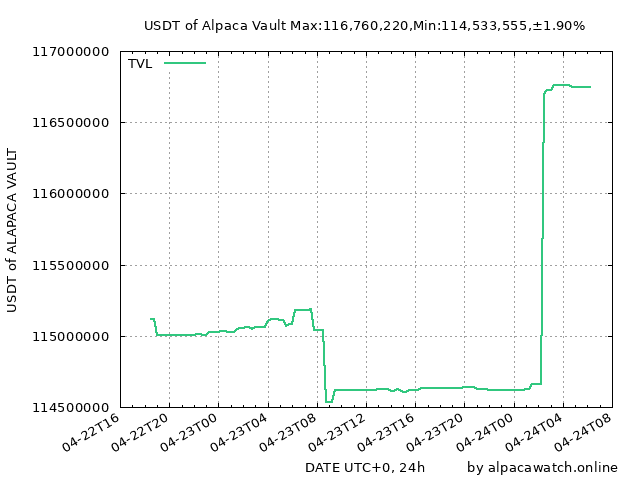 USDT of Alpaca Vault Max:116,760,220,Min:114,533,555,±1.90%
TVL
117000000
116500000
116000000
115500000
115000000
114500000
USDT of ALAPACA VAULT
04-22T16
04-22T20
04-23T00
04-23T04
04-23T08
04-23T12
04-23T16
04-23T20
04-24T00
04-24T04
04-24T08
DATE UTC+0, 24h
by alpacawatch.online